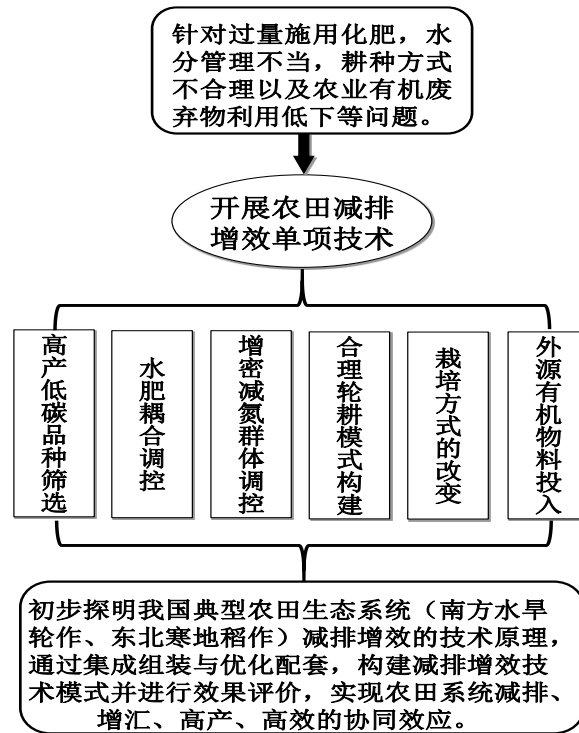 针对过量施用化肥，水
分管理不当，耕种方式
不合理以及农业有机废
弃物利用低下等问题。
开展农田减排
增效单项技术
高产低碳品种筛选
水肥耦合调控
增密减氮群体调控
合理轮耕模式构建
栽培方式的改变
外源有机物料投入
初步探明我国典型农田生态系统（南方水旱
轮作、东北寒地稻作）减排增效的技术原理，
通过集成组装与优化配套，构建减排增效技
术模式并进行效果评价，实现农田系统减排、
增汇、高产、高效的协同效应。